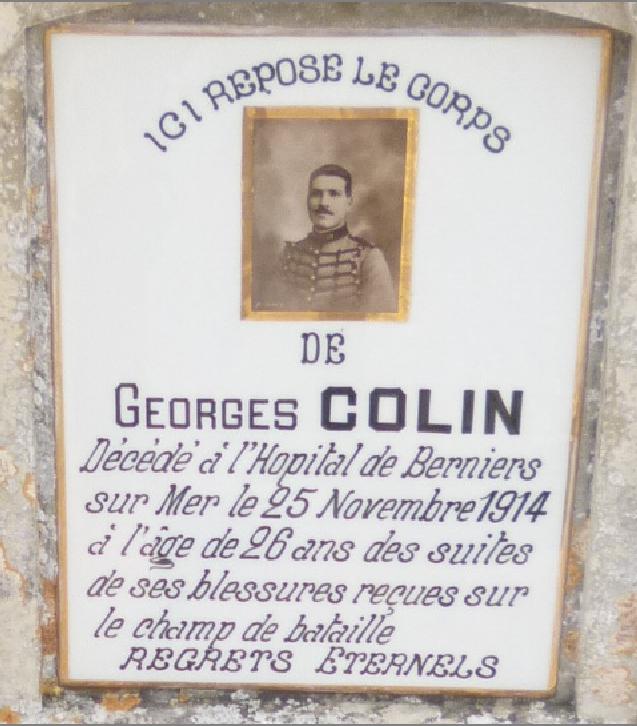 ICI REPOSE LE CORPS
DE
GEORGES COLIN
Décédé à l'Hopital de Berniers
sur Mer le 25 Novembre 1914
à l'âge de 26 ans des suites
de ses blessures reçues sur
le champ de bataille
REGRETS ETERNELS